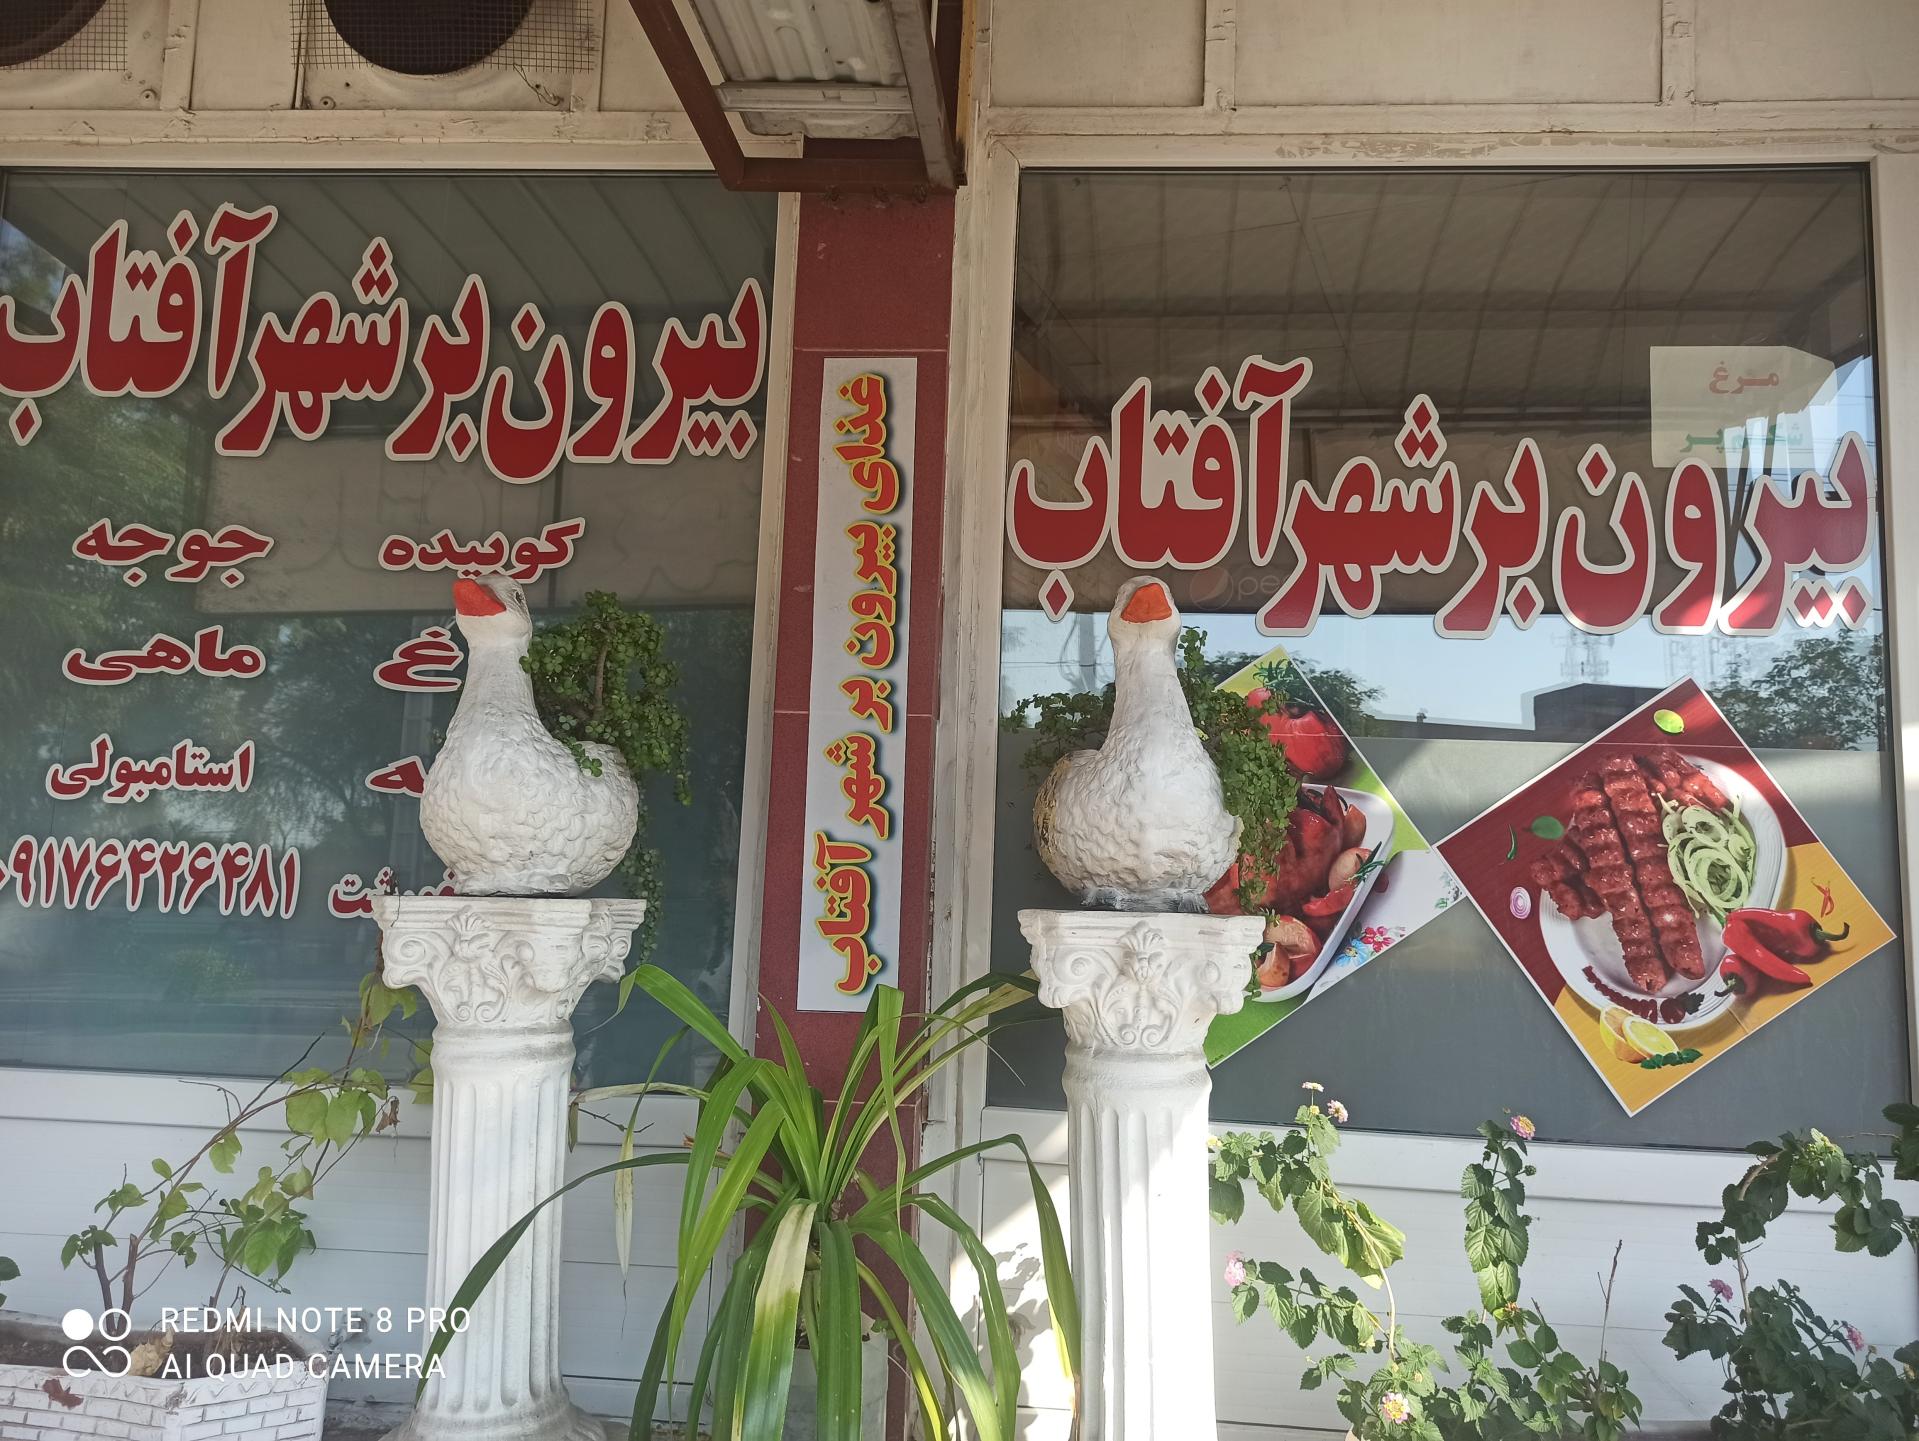 بیرون بر شهر آفتاب
کوبیده جوجه
ماهی
استامبولی
۰۹۱۷۶۴۲۶۴۸۱
غذای بیرون بر شهر آفتاب
مرغ
بیرون بر شهر آفتاب
REDMI NOTE 8 PRO
AI QUAD CAMERA